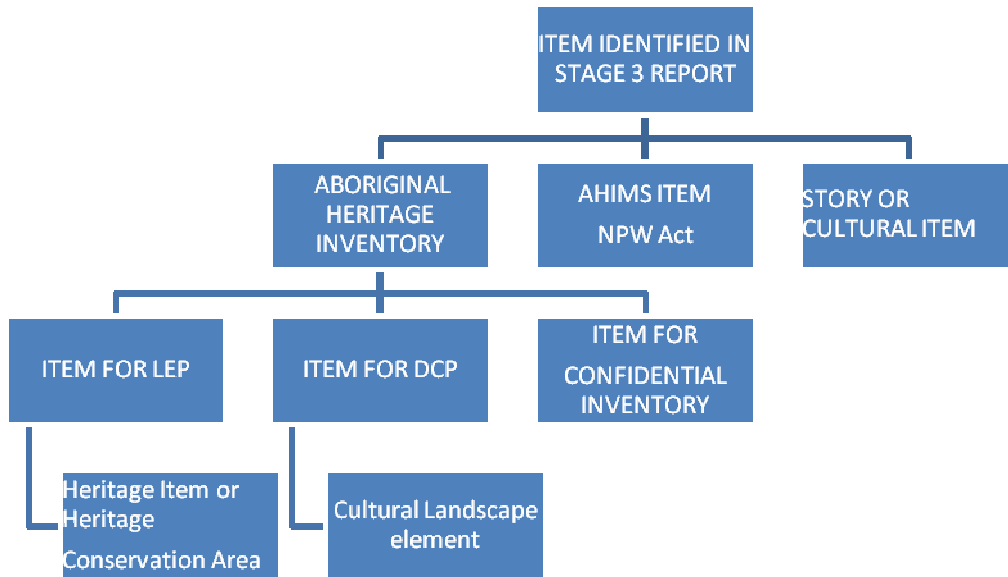 ITEM IDENTIFIED IN
STAGE 3 REPORT
ABORIGINAL
HERITAGE
INVENTORY
AHIMS ITEM
NPW Act
STORY OR
CULTURAL ITEM
ITEM FOR LEP
ITEM FOR DCP
ITEM FOR
CONFIDENTIAL
INVENTORY
Heritage Item or
Heritage
Conservation Area
Cultural Landscape
element